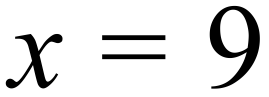 x = 9